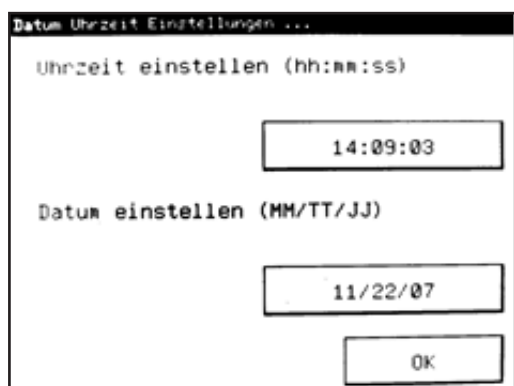 Datum Uhrzeit Einstellungen ...
Uhrzeit einstellen (hh:mm:ss)
14:09:03
Datum einstellen (MM/TT/JJ)
11/22/07
OK